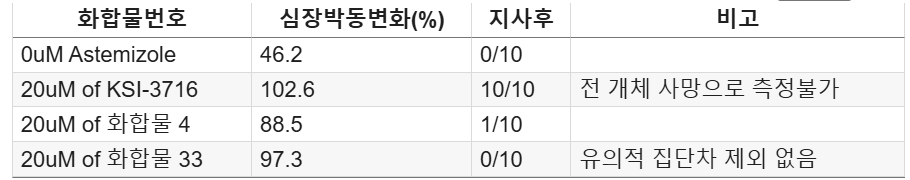 화합물번호 심장박동변화(%) 지사후 비고
0uM Astemizole 46.2 0/10
20uM of KSI-3716 102.6 10/10 전 개체 사망으로 측정불가
20uM of 화합물 4 88.5 1/10
20uM of 화합물 33 97.3 0/10 유의적 집단차 제외 없음